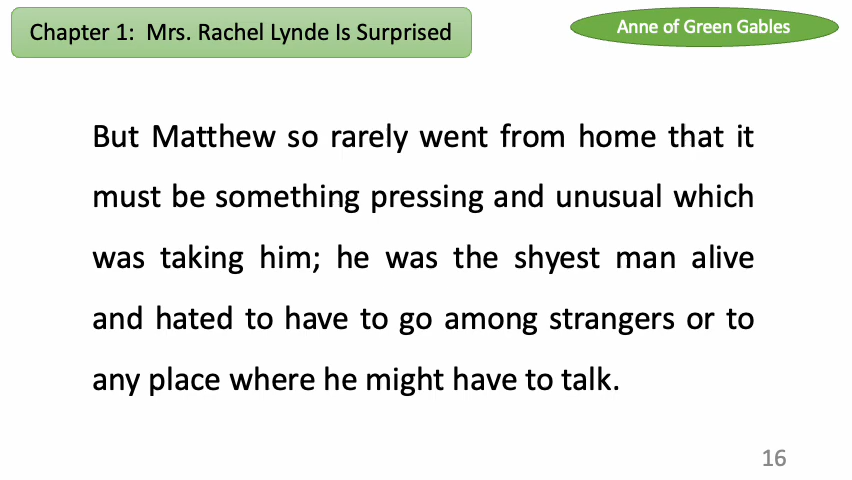 Chapter 1: Mrs. Rachel Lynde Is Surprised
Anne of Green Gables
But Matthew so rarely went from home that it
must be something pressing and unusual which
was taking him; he was the shyest man alive
and hated to have to go among strangers or to
any place where he might have to talk.
16